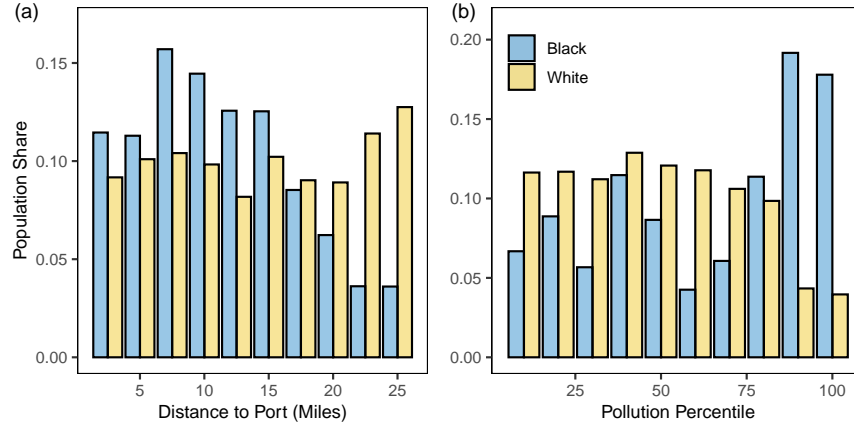 (a)
Population Share
0.15
0.10
0.05
0.00
5 10 15 20 25
Distance to Port (Miles)
(b)
Black
White
0.20
0.15
0.10
0.05
0.00
25 50 75 100
Pollution Percentile